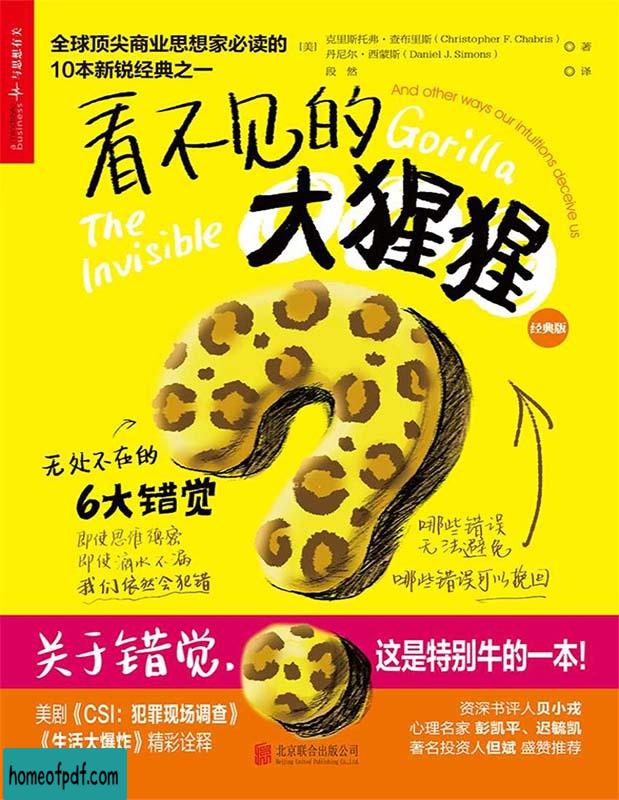 与思想有关
a mindstyle business
全球顶尖商业思想家必读的
10本新锐经典之一
[美]
克里斯托弗·查布里斯（Christopher F. Chabris）
丹尼尔·西蒙斯（Daniel J. Simons）
◎ 著
段 然
◎ 译
看不见的
大猩猩
The
Invisible
Gorilla
And other ways our intuitions deceive us
经典版
无处不在的
6大错觉
即使思维缜密
即使滴水不漏
我们依然会犯错
哪些错误
无法避免
哪些错误可以挽回
关于错觉，
这是特别牛的一本！
美剧《CSI：犯罪现场调查》
《生活大爆炸》精彩诠释
北京联合出版公司
Beijing United Publishing Co.,Ltd.
资深书评人贝小戎
心理名家 彭凯平、迟毓凯
著名投资人但斌 盛赞推荐
homeofpdf.com